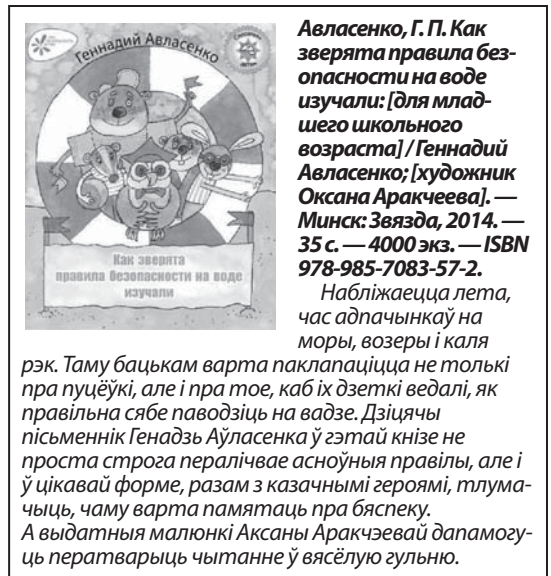 Геннадий Авласенко
Как зверята
правила безопасности на воде
изучали
Авласенко, Г. П. Как
зверята правила без-
опасности на воде
изучали: [для млад-
шего школьного
возраста] / Геннадий
Авласенко; [художник
Оксана Аракчеева]. —
Минск: Звязда, 2014. —
35 с. — 4000 экз. — ISBN
978-985-7083-57-2.
Набліжаецца лета,
час адпачынкаў на
моры, возеры і каля
рэк. Таму бацькам варта паклапаціцца не толькі
пра пуцёўкі, але і пра тое, каб іх дзеткі ведалі, як
правільна сябе паводзіць на вадзе. Дзіцячы
пісьменнік Генадзь Аўласенка ў гэтай кнізе не
проста строга пералічвае асноўныя правілы, але і
ў цікавай форме, разам з казачнымі героямі, тлума-
чыць, чаму варта памятаць пра бяспеку.
А выдатныя малюнкі Аксаны Аракчэевай дапамогу-
ць ператварыць чытанне ў вясёлую гульню.